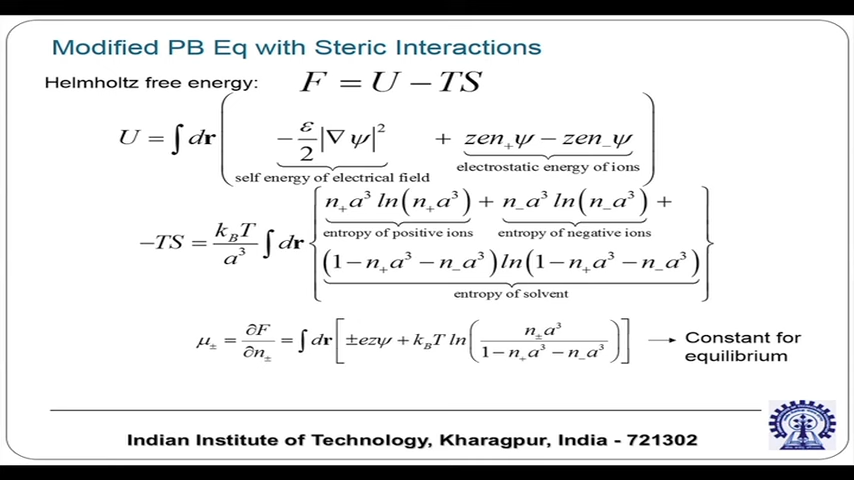 Modified PB Eq with Steric Interactions
Helmholtz free energy: F = U − TS
U = ∫ dr ( −ε/2 |∇ψ|² + zen₊ψ − zen₋ψ )
self energy of electrical field electrostatic energy of ions
−TS = k_BT/a³ ∫ dr { n₊a³ ln(n₊a³) + n₋a³ ln(n₋a³) +
entropy of positive ions entropy of negative ions
(1 − n₊a³ − n₋a³) ln(1 − n₊a³ − n₋a³) }
entropy of solvent
μ± = ∂F/∂n± = ∫ dr [ ±ezψ + k_BT ln ( n±a³ / 1 − n₊a³ − n₋a³ ) ] → Constant for
equilibrium
Indian Institute of Technology, Kharagpur, India - 721302